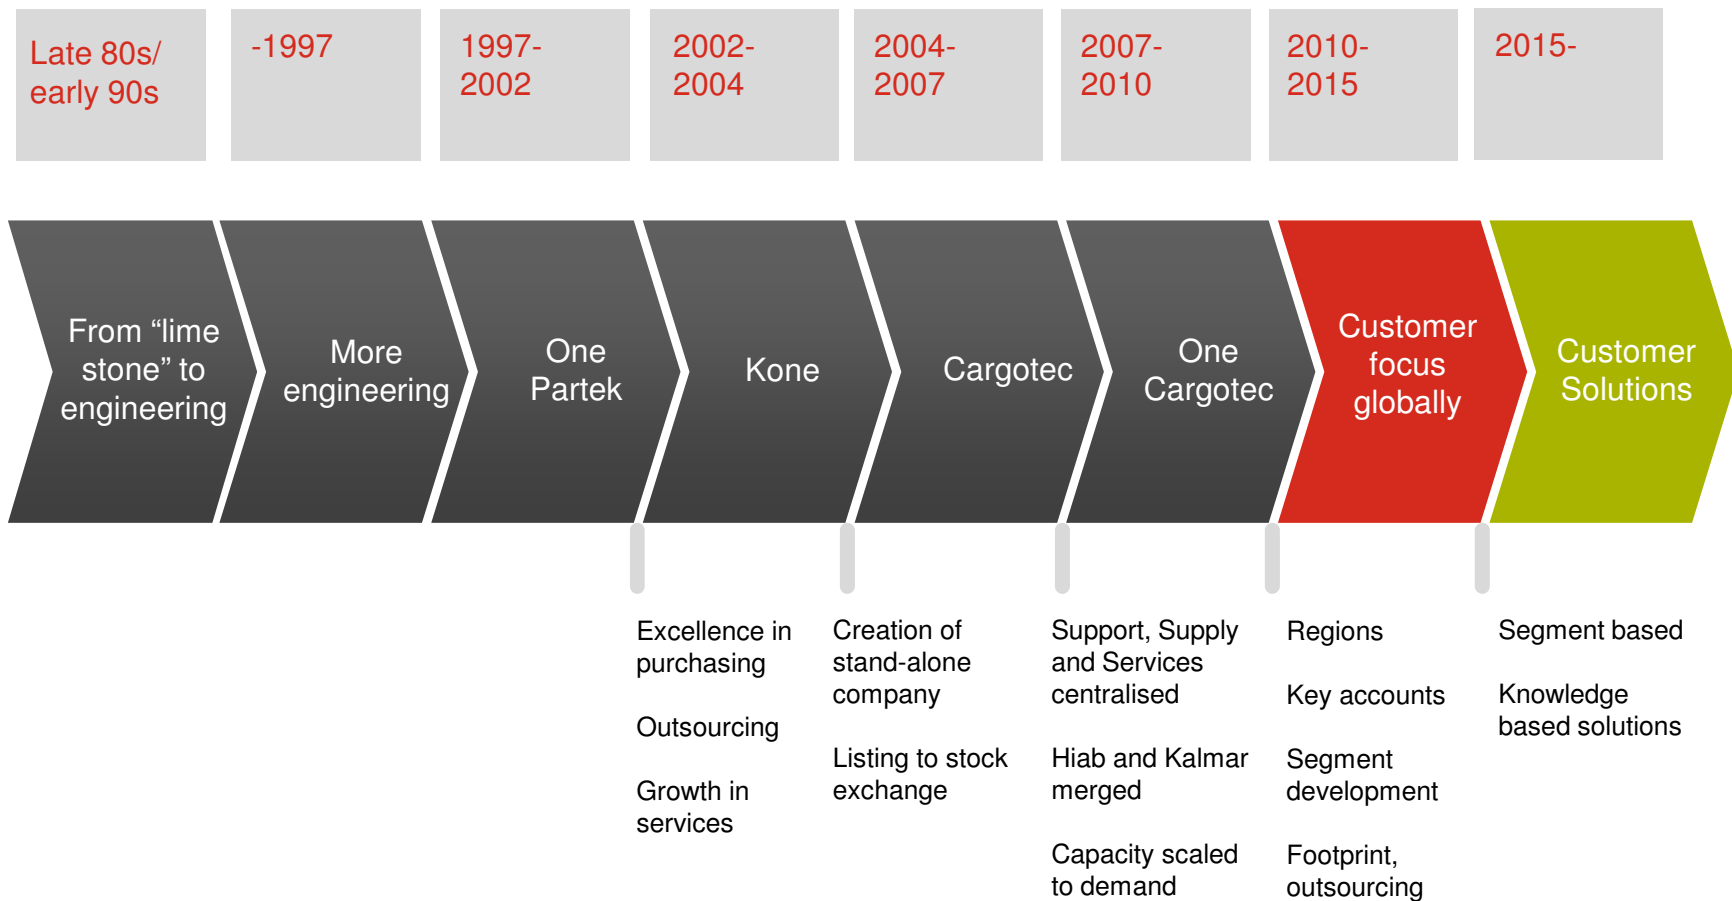 Late 80s/
early 90s
-1997
1997-
2002
2002-
2004
2004-
2007
2007-
2010
2010-
2015
2015-
From “lime
stone” to
engineering
More
engineering
One
Partek
Kone
Cargotec
One
Cargotec
Customer
focus
globally
Customer
Solutions
Excellence in
purchasing
Outsourcing
Growth in
services
Creation of
stand-alone
company
Listing to stock
exchange
Support, Supply
and Services
centralised
Hiab and Kalmar
merged
Capacity scaled
to demand
Regions
Key accounts
Segment
development
Footprint,
outsourcing
Segment based
Knowledge
based solutions